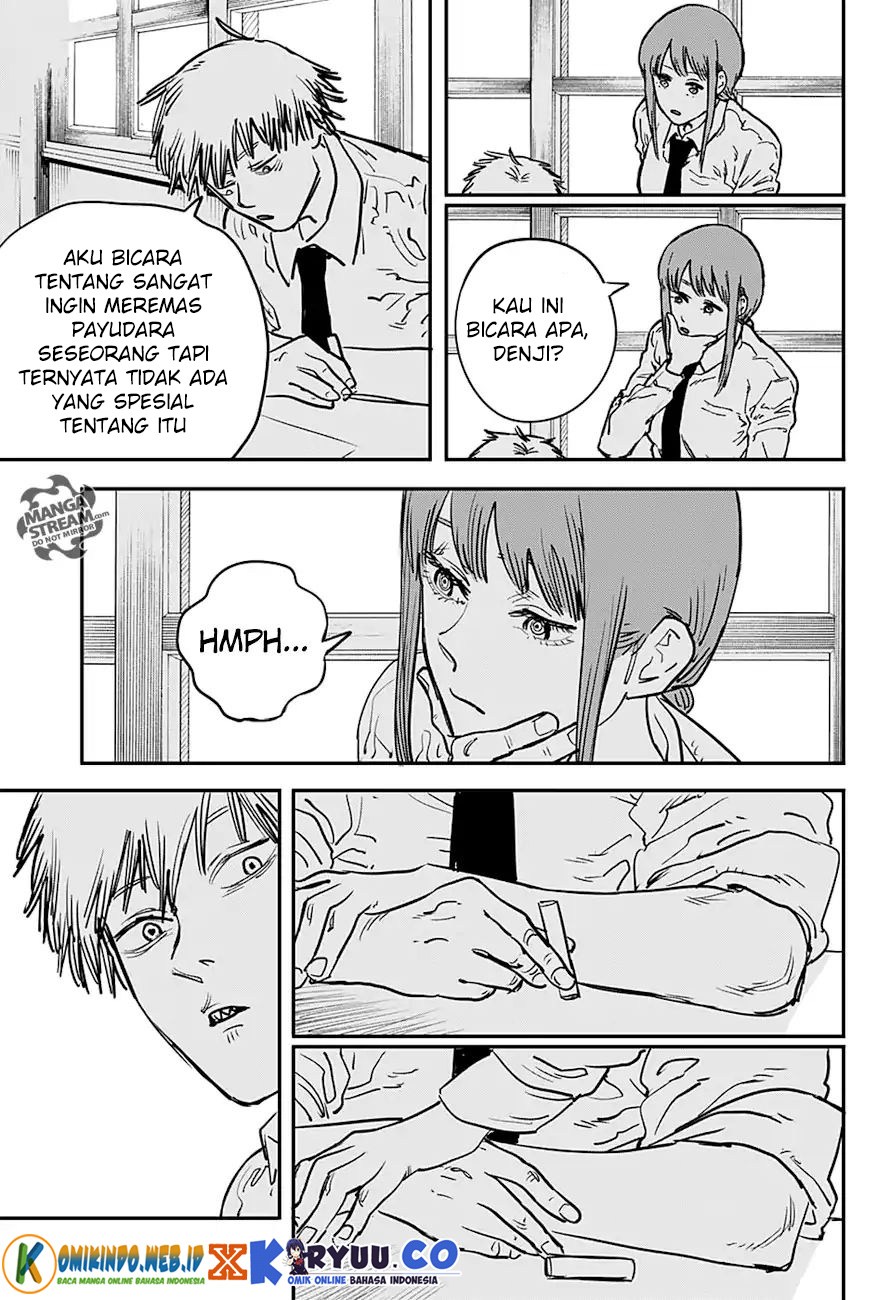 KAU INI
BICARA APA,
DENJI?
AKU BICARA
TENTANG SANGAT
INGIN MEREMAS
PAYUDARA
SESEORANG TAPI
TERNYATA TIDAK ADA
YANG SPESIAL
TENTANG ITU
MANGA
STREAM.com
DO NOT MIRROR
HMPH...
KOMIKINDO.WEB.ID X KIRYUU.CO
BACA MANGA ONLINE BAHASA INDONESIA
OMIK ONLINE BAHASA INDONESIA